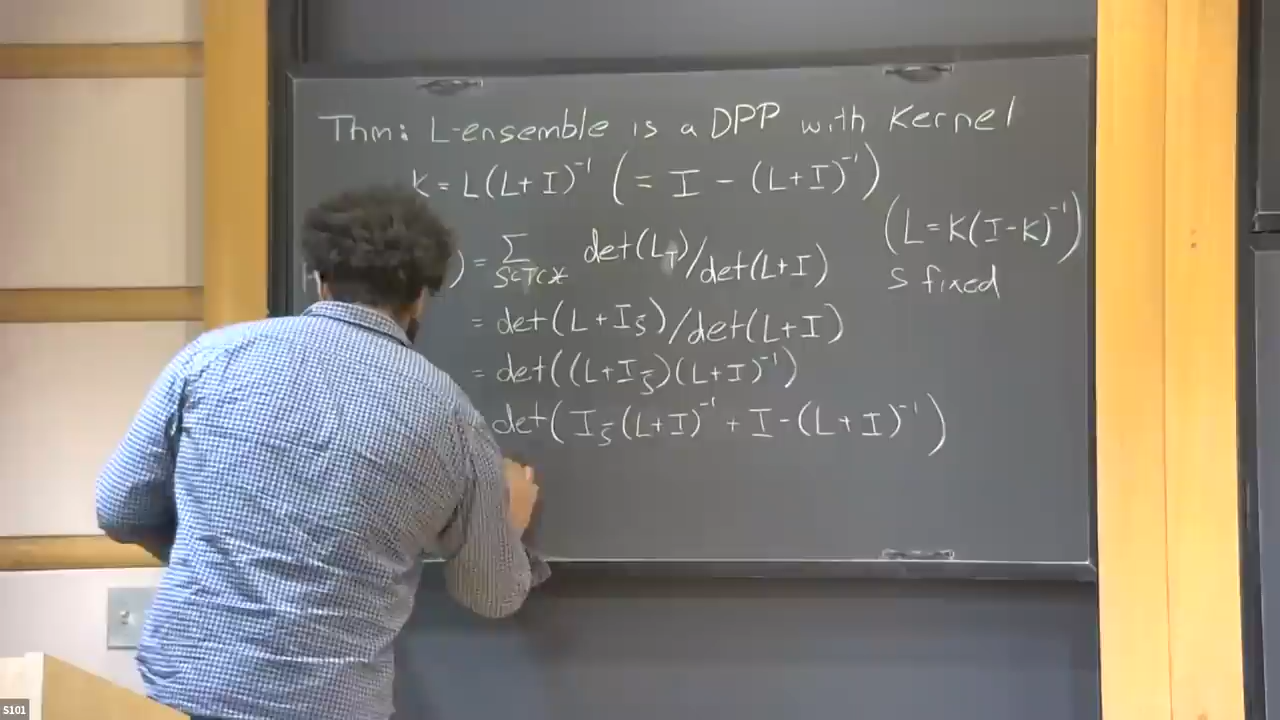 Thm: L-ensemble is a DPP with Kernel
K = L(L+I)⁻¹ (= I - (L+I)⁻¹)
(L=K(I-K)⁻¹)
) = Σ_{S⊂T⊂𝒳} det(L_T)/det(L+I)
S fixed
= det(L+I_S̄)/det(L+I)
= det((L+I_S̄)(L+I)⁻¹)
det(I_S̄(L+I)⁻¹ + I-(L+I)⁻¹)
S101